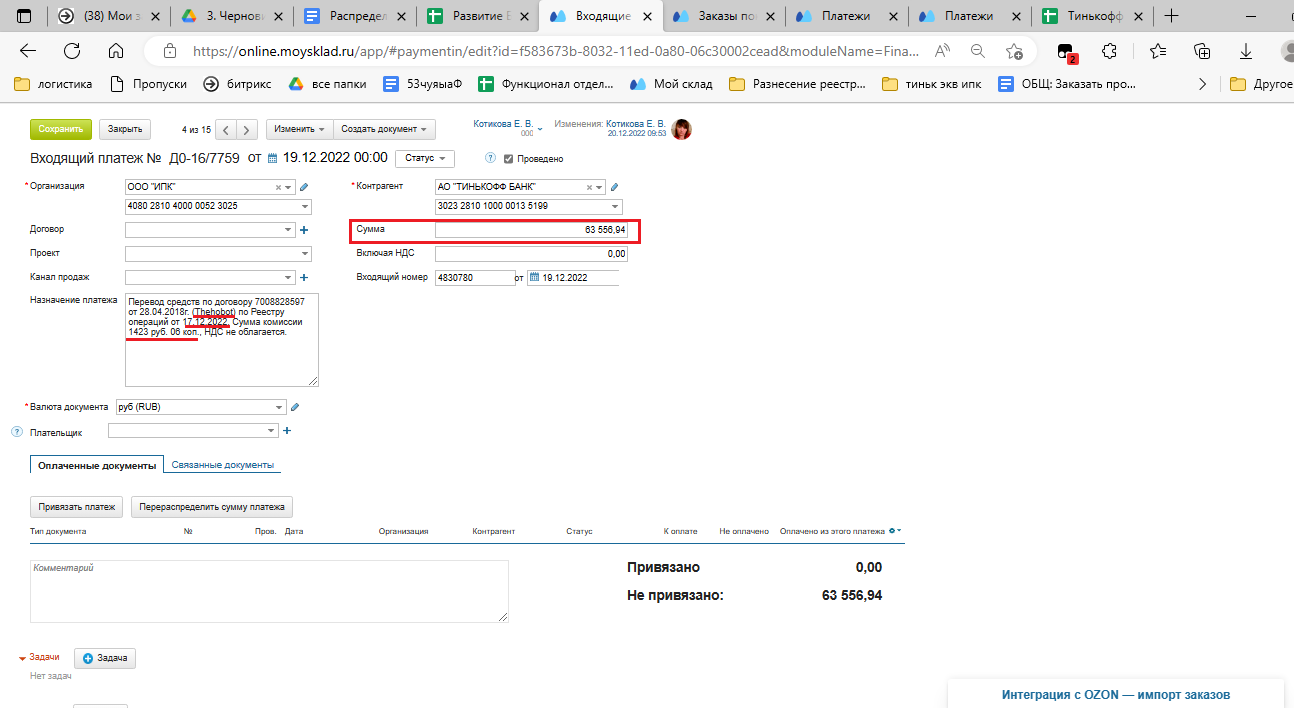 (38) Мои з
3. Чернови
Распредел
Развитие Е
Входящие
Заказы по
Платежи
Платежи
Тинькофф
https://online.moysklad.ru/app/#paymentin/edit?id=f583673b-8032-11ed-0a80-06c30002cead&moduleName=Fina...
2
логистика
Пропуски
битрикс
все папки
53чуяыаФ
Функционал отдел...
Мой склад
Разнесение реестр...
тиньк экв ипк
ОБЩ: Заказать про...
Другое
Сохранить Закрыть 4 из 15 Изменить Создать документ
Котикова Е. В.
000
Изменения: Котикова Е. В.
20.12.2022 09:53
Входящий платеж № Д0-16/7759 от 19.12.2022 00:00 Статус ? Проведено
* Организация ООО "ИПК" * Контрагент АО "ТИНЬКОФФ БАНК"
4080 2810 4000 0052 3025 3023 2810 1000 0013 5199
Договор Сумма 63 556,94
Проект Включая НДС 0,00
Канал продаж Входящий номер 4830780 от 19.12.2022
Назначение платежа
Перевод средств по договору 7008828597
от 28.04.2018г. (Thehobot) по Реестру
операций от 17.12.2022. Сумма комиссии
1423 руб. 06 коп., НДС не облагается.
* Валюта документа руб (RUB)
? Плательщик
Оплаченные документы Связанные документы
Привязать платеж Перераспределить сумму платежа
Тип документа № Пров. Дата Организация Контрагент Статус К оплате Не оплачено Оплачено из этого платежа
Комментарий
Привязано 0,00
Не привязано: 63 556,94
Задачи Задача
Нет задач
Интеграция с OZON — импорт заказов